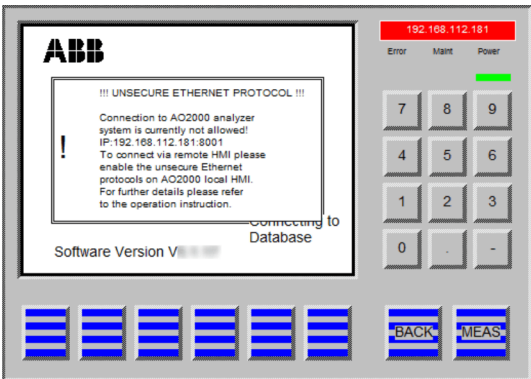 ABB
192.168.112.181
Error Maint Power
!!! UNSECURE ETHERNET PROTOCOL !!!
!
Connection to AO2000 analyzer
system is currently not allowed!
IP:192.168.112.181:8001
To connect via remote HMI please
enable the unsecure Ethernet
protocols on AO2000 local HMI.
For further details please refer
to the operation instruction.
Connecting to
Database
Software Version V
7 8 9
4 5 6
1 2 3
0 . -
BACK MEAS